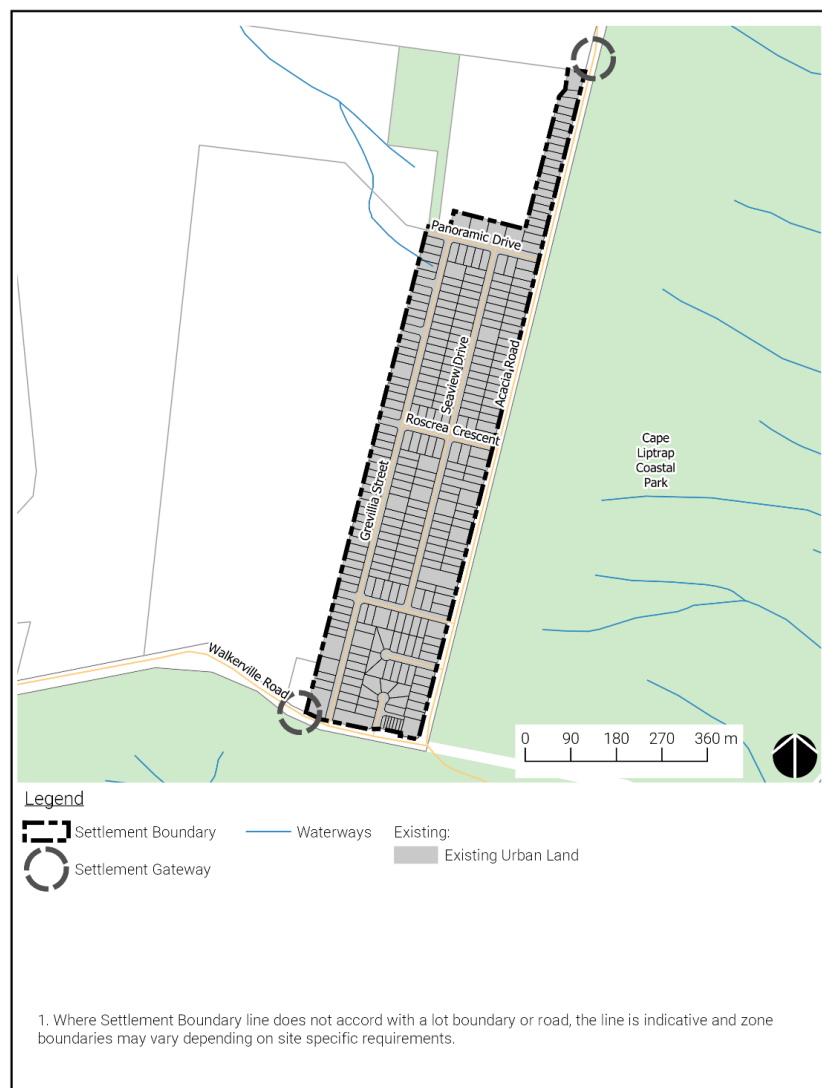 Panoramic Drive
Seaview Drive
Acacia Road
Roscrea Crescent
Cape
Liptrap
Coastal
Park
Grevillia Street
Walkerville Road
0 90 180 270 360 m
Legend
Settlement Boundary
Waterways
Existing:
Settlement Gateway
Existing Urban Land
1. Where Settlement Boundary line does not accord with a lot boundary or road, the line is indicative and zone
boundaries may vary depending on site specific requirements.